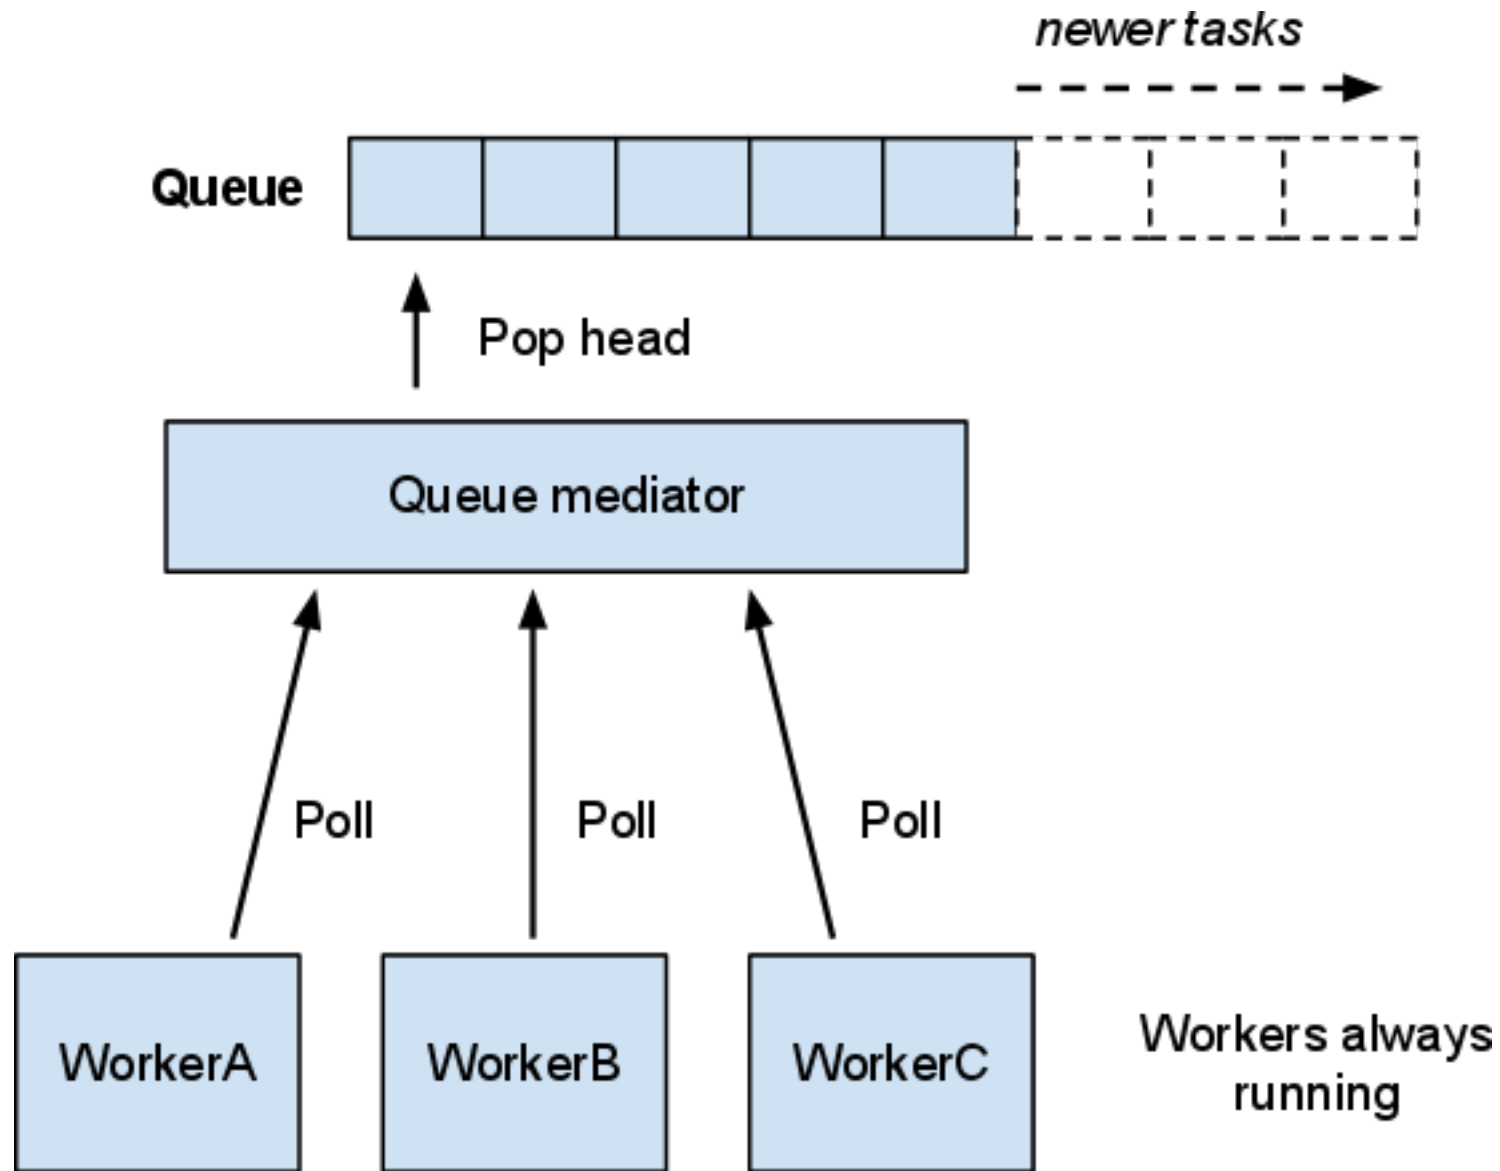 newer tasks
Queue
Pop head
Queue mediator
Poll
Poll
Poll
WorkerA
WorkerB
WorkerC
Workers always
running